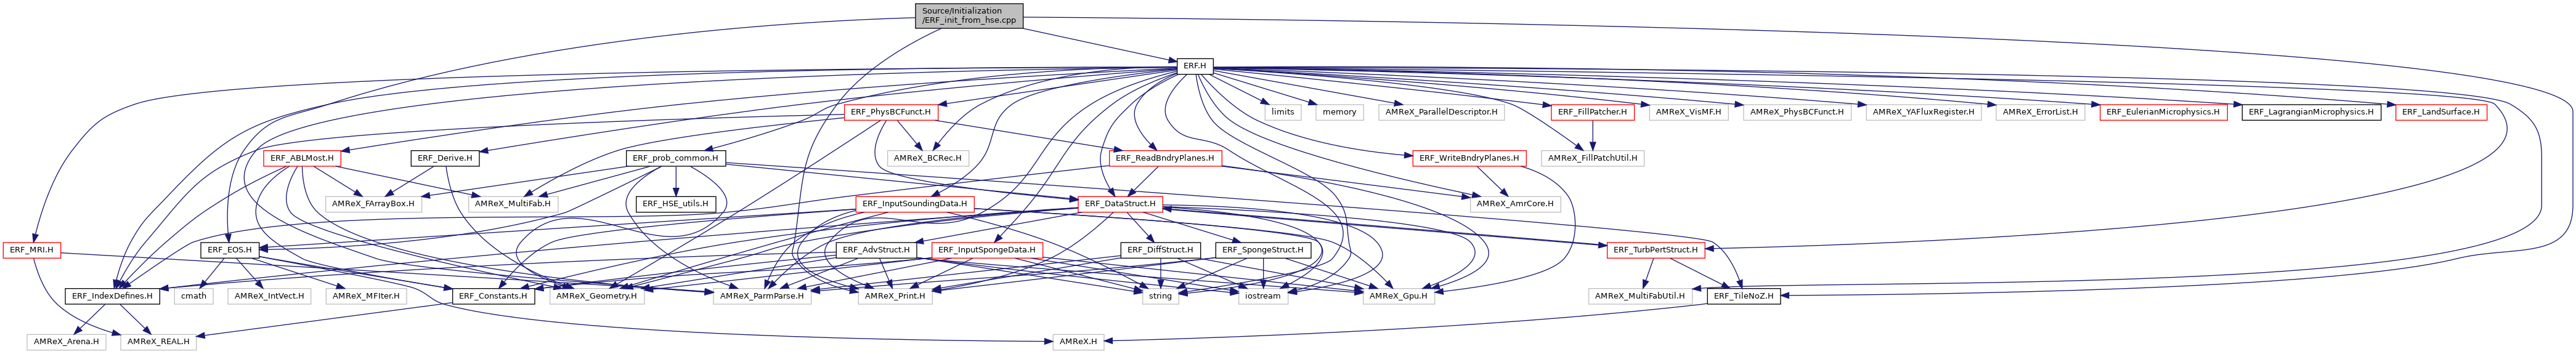 Source/Initialization
/ERF_init_from_hse.cpp
ERF.H
ERF_PhysBCFunct.H
limits
memory
AMReX_ParallelDescriptor.H
ERF_FillPatcher.H
AMReX_VisMF.H
AMReX_PhysBCFunct.H
AMReX_YAFluxRegister.H
AMReX_ErrorList.H
ERF_EulerianMicrophysics.H
ERF_LagrangianMicrophysics.H
ERF_LandSurface.H
ERF_ABLMost.H
ERF_Derive.H
ERF_prob_common.H
AMReX_BCRec.H
ERF_ReadBndryPlanes.H
ERF_WriteBndryPlanes.H
AMReX_FillPatchUtil.H
AMReX_FArrayBox.H
AMReX_MultiFab.H
ERF_HSE_utils.H
ERF_InputSoundingData.H
ERF_DataStruct.H
AMReX_AmrCore.H
ERF_MRI.H
ERF_EOS.H
ERF_AdvStruct.H
ERF_InputSpongeData.H
ERF_DiffStruct.H
ERF_SpongeStruct.H
ERF_TurbPertStruct.H
ERF_IndexDefines.H
cmath
AMReX_IntVect.H
AMReX_MFIter.H
ERF_Constants.H
AMReX_Geometry.H
AMReX_ParmParse.H
AMReX_Print.H
string
iostream
AMReX_Gpu.H
AMReX_MultiFabUtil.H
ERF_TileNoZ.H
AMReX_Arena.H
AMReX_REAL.H
AMReX.H